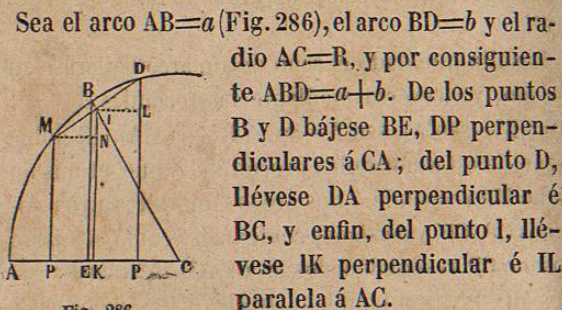 Sea el arco AB=a (Fig. 286), el arco BD=b y el ra-
dio AC=R, y por consiguien-
te ABD=a+b. De los puntos
B y D bájese BE, DP perpen-
diculares á CA; del punto D,
llévese DA perpendicular é
BC, y enfin, del punto I, llé-
vese IK perpendicular é IL
paralela á AC.
D
B
I
L
M
N
A P E K P C
Fig. 286